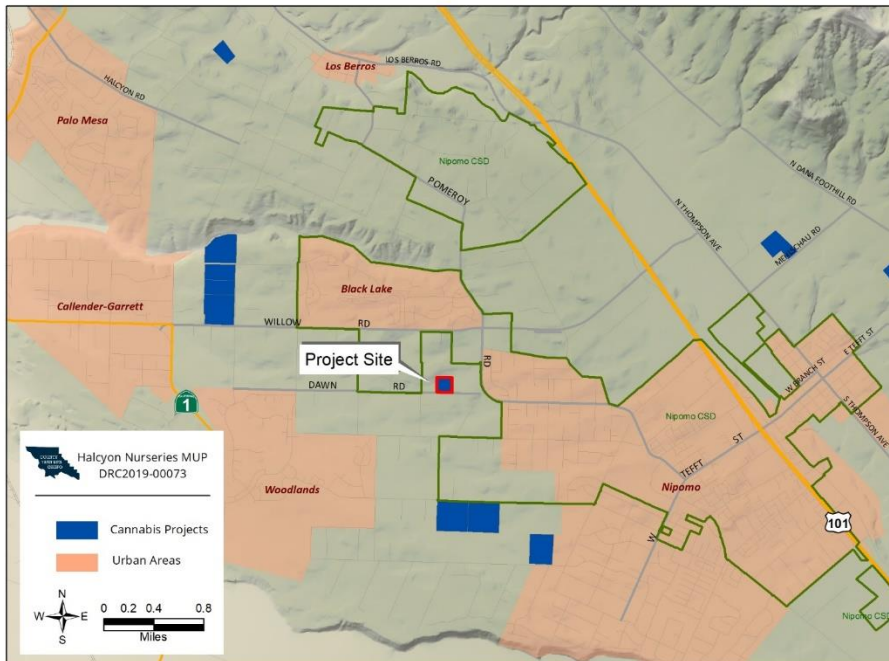 LOS BERROS RD
Los Berros
HALCYON RD
Palo Mesa
Nipomo CSD
POMEROY
N DANA FOOTHILL RD
N THOMPSON AVE
MEHLSCHAU RD
Black Lake
Callender-Garrett
WILLOW RD
RD
Project Site
DAWN RD
W BRANCH ST
E TEFFT ST
S THOMPSON AVE
1
Nipomo CSD
TEFFT ST
W
Woodlands
Nipomo
101
Nipomo CSD
Halcyon Nurseries MUP
DRC2019-00073
Cannabis Projects
Urban Areas
N
W E
S
0 0.2 0.4 0.8
Miles